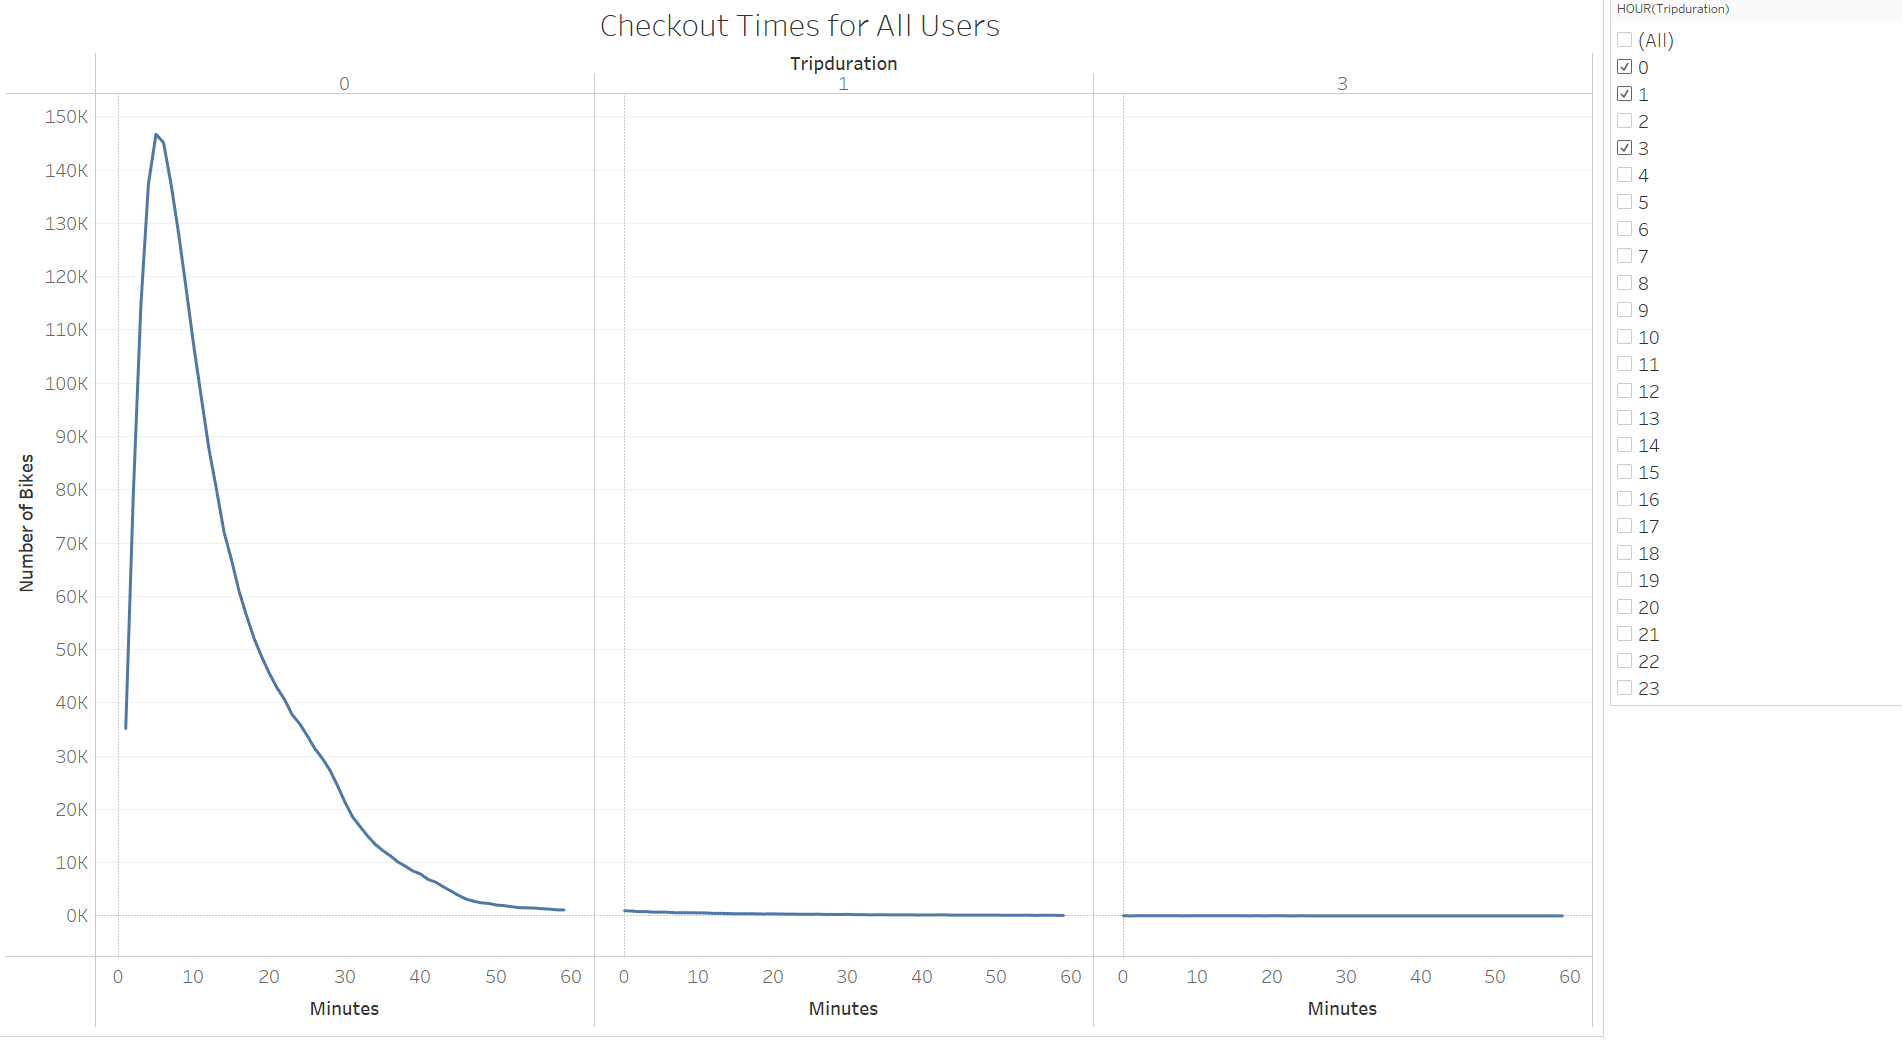 Checkout Times for All Users
Tripduration
0 1 3
150K
140K
130K
120K
110K
100K
90K
80K
70K
60K
50K
40K
30K
20K
10K
0K
Number of Bikes
0 10 20 30 40 50 60 0 10 20 30 40 50 60 0 10 20 30 40 50 60
Minutes Minutes Minutes
HOUR(Tripduration)
(All)
0
1
2
3
4
5
6
7
8
9
10
11
12
13
14
15
16
17
18
19
20
21
22
23